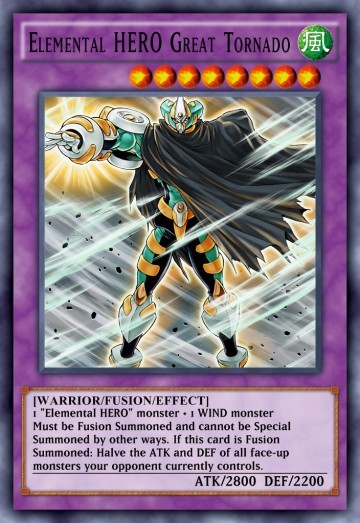 Elemental HERO Great Tornado 風
[WARRIOR/FUSION/EFFECT]
1 "Elemental HERO" monster + 1 WIND monster
Must be Fusion Summoned and cannot be Special
Summoned by other ways. If this card is Fusion
Summoned: Halve the ATK and DEF of all face-up
monsters your opponent currently controls.
ATK/2800 DEF/2200